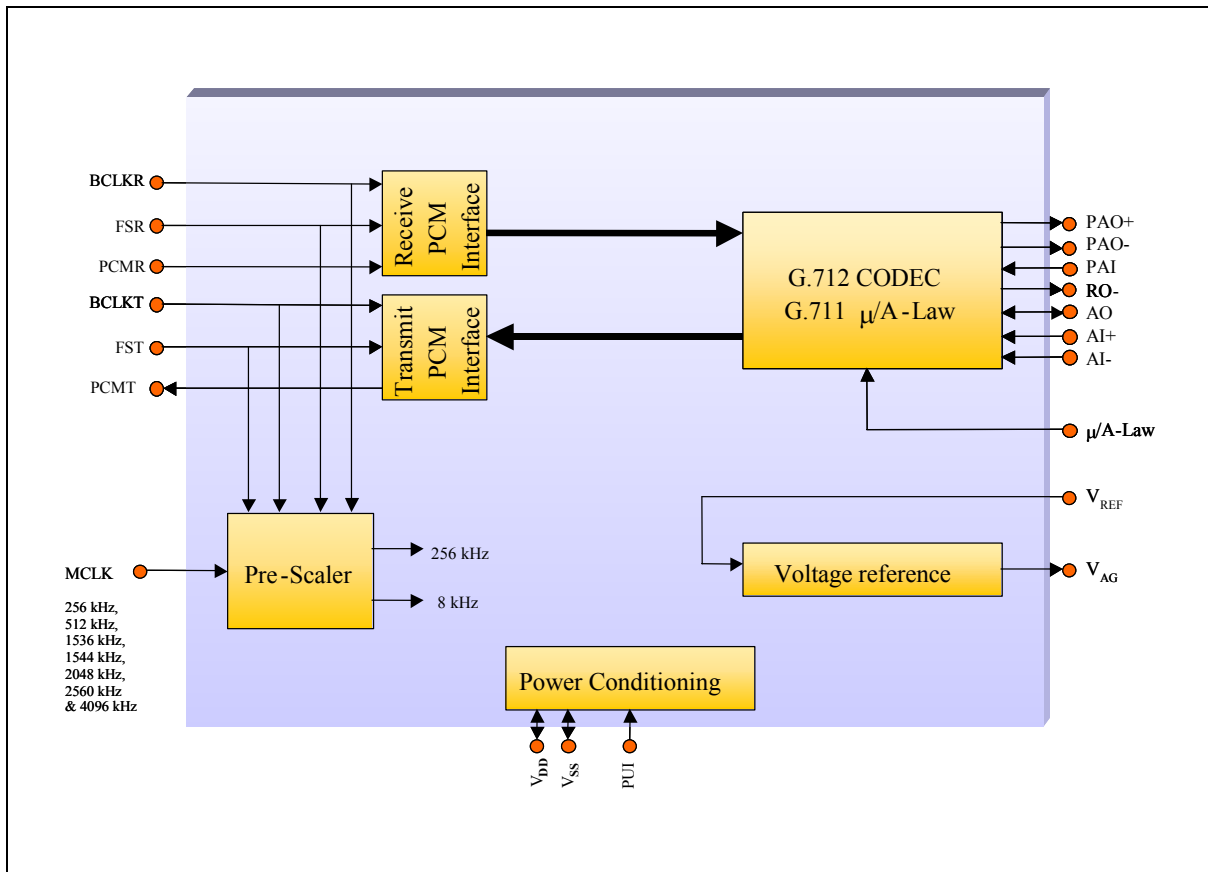 BCLKR
FSR
PCMR
BCLKT
FST
PCMT
Receive
PCM
Interface
Transmit
PCM
Interface
G.712 CODEC
G.711 μ/A-Law
PAO+
PAO-
PAI
RO-
AO
AI+
AI-
μ/A-Law
VREF
VAG
Voltage reference
MCLK
256 kHz,
512 kHz,
1536 kHz,
1544 kHz,
2048 kHz,
2560 kHz
& 4096 kHz
Pre-Scaler
256 kHz
8 kHz
Power Conditioning
VDD
VSS
PUI